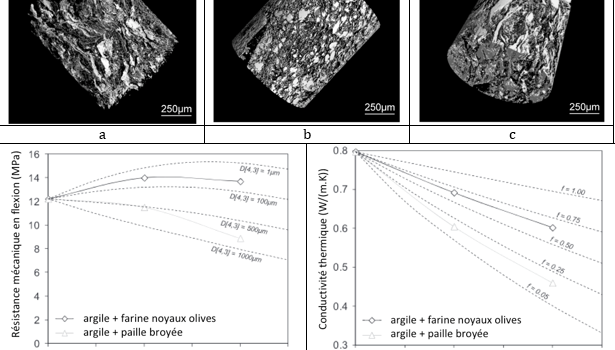 250µm
250µm
250µm
a
b
c
Résistance mécanique en flexion (MPa)
16
14
12
10
8
6
4
2
0
D[4,3] = 1µm
D[4,3] = 100µm
D[4,3] = 500µm
D[4,3] = 1000µm
argile + farine noyaux olives
argile + paille broyée
Conductivité thermique (W/(m.K))
0.8
0.7
0.6
0.5
0.4
0.3
f = 1.00
f = 0.75
f = 0.50
f = 0.25
f = 0.05
argile + farine noyaux olives
argile + paille broyée